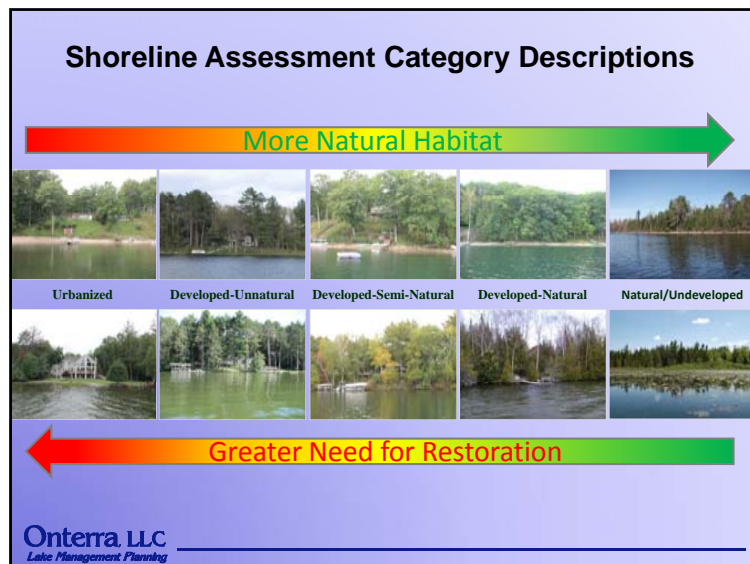 Shoreline Assessment Category Descriptions
More Natural Habitat
Urbanized
Developed-Unnatural
Developed-Semi-Natural
Developed-Natural
Natural/Undeveloped
Greater Need for Restoration
Onterra, LLC
Lake Management Planning